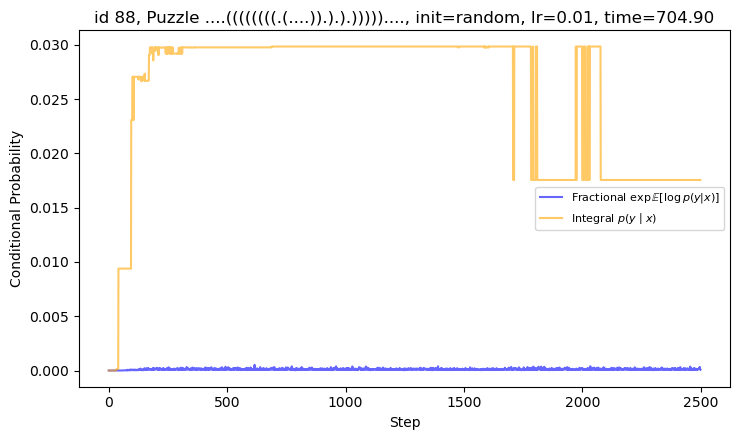 id 88, Puzzle ....((((((((.(....)).).).)))))...., init=random, lr=0.01, time=704.90
Conditional Probability
0.030
0.025
0.020
0.015
0.010
0.005
0.000
Fractional exp𝔼[log p(y|x)]
Integral p(y | x)
0 500 1000 1500 2000 2500
Step